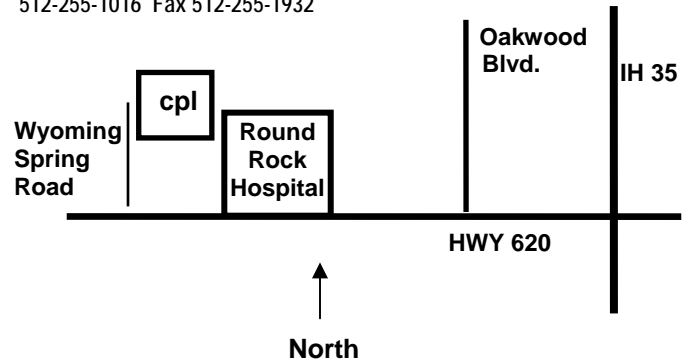 512-255-1016 Fax 512-255-1932
Oakwood
Blvd.
IH 35
cpl
Wyoming
Spring
Road
Round
Rock
Hospital
HWY 620
North